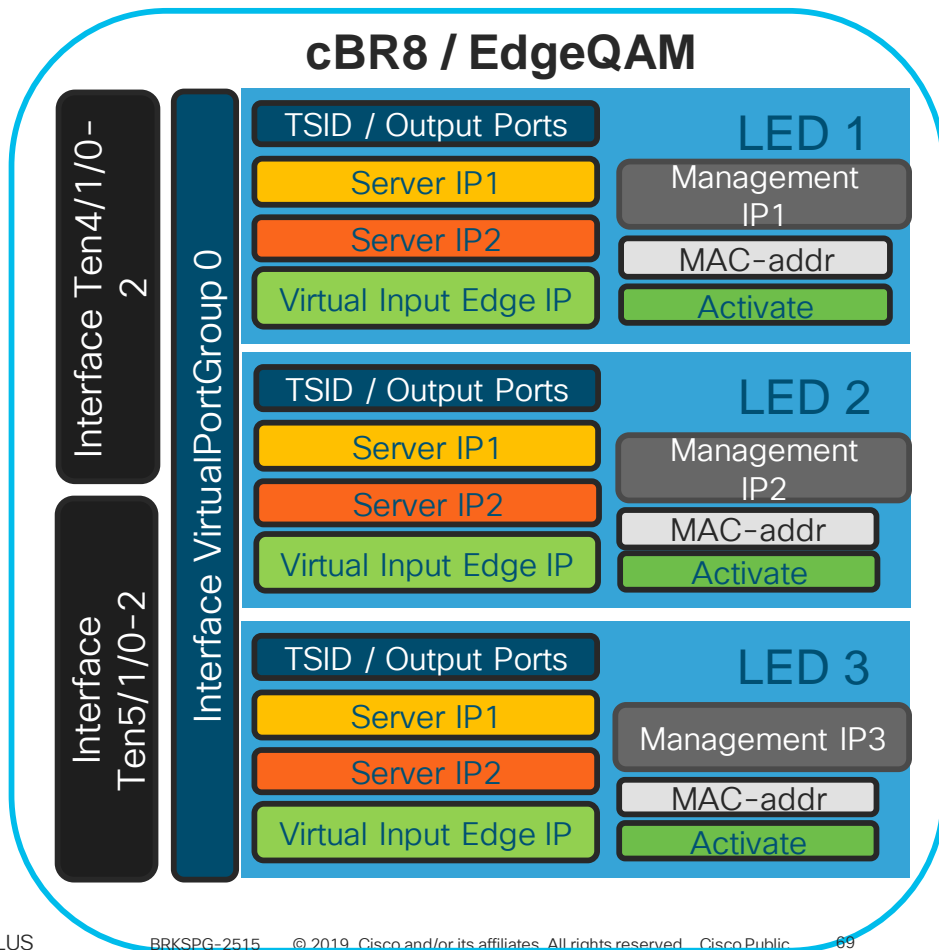 cBR8 / EdgeQAM
Interface Ten4/1/0-
2
Interface
Ten5/1/0-2
Interface VirtualPortGroup 0
TSID / Output Ports
Server IP1
Server IP2
Virtual Input Edge IP
LED 1
Management
IP1
MAC-addr
Activate
TSID / Output Ports
Server IP1
Server IP2
Virtual Input Edge IP
LED 2
Management
IP2
MAC-addr
Activate
TSID / Output Ports
Server IP1
Server IP2
Virtual Input Edge IP
LED 3
Management IP3
MAC-addr
Activate
LUS BRKSPG-2515 © 2019 Cisco and/or its affiliates. All rights reserved. Cisco Public 69